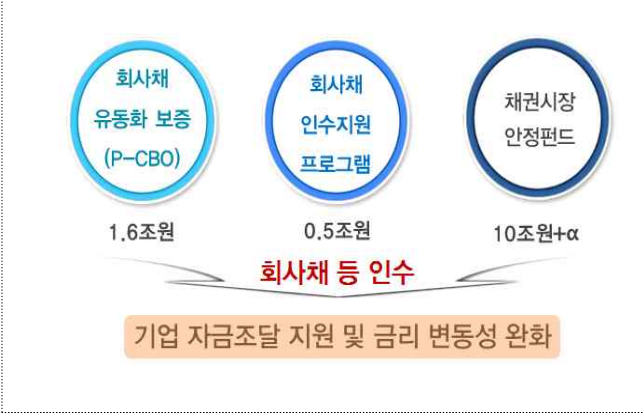 회사채
유동화 보증
(P-CBO)
회사채
인수지원
프로그램
채권시장
안정펀드
1.6조원
0.5조원
10조원+α
회사채 등 인수
기업 자금조달 지원 및 금리 변동성 완화